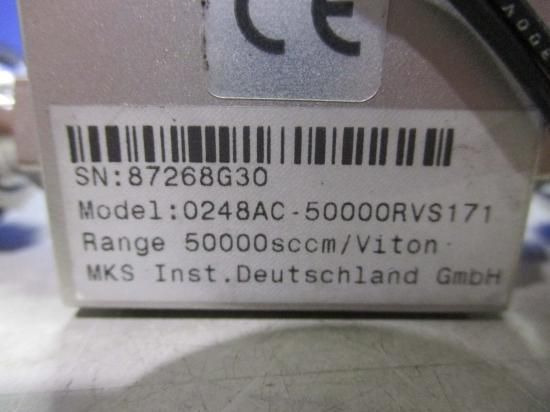 CE
SN:87268G30
Model:0248AC-50000RVS171
Range 50000sccm/Viton
MKS Inst.Deutschland GmbH